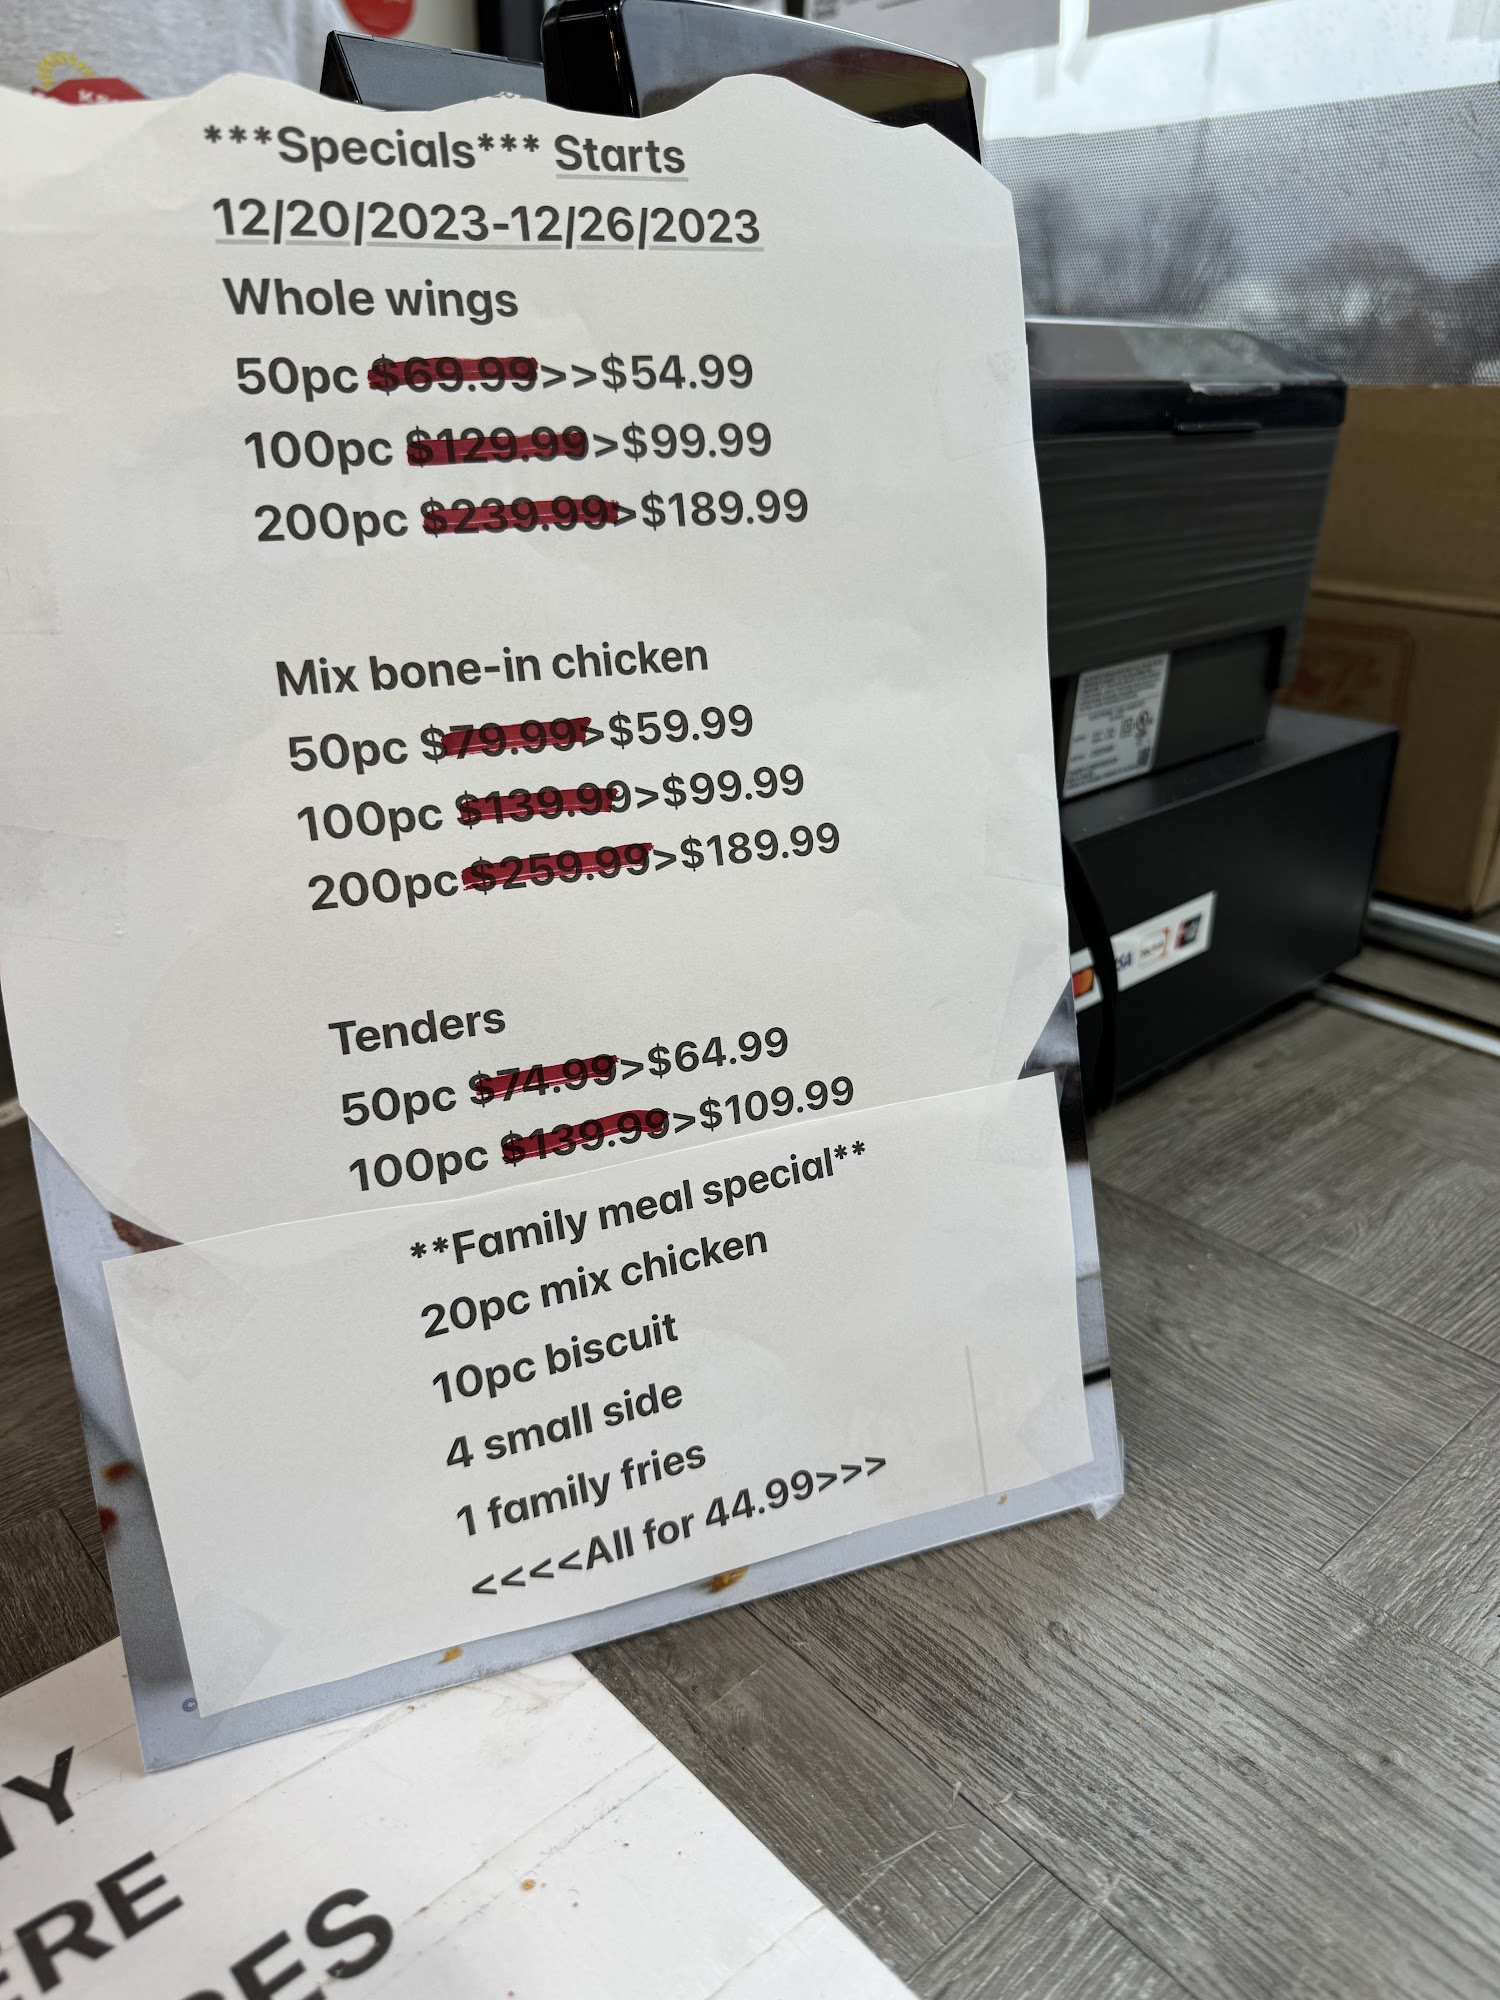 ***Specials*** Starts
12/20/2023-12/26/2023
Whole wings
50pc $69.99>>$54.99
100pc $129.99>$99.99
200pc $239.99>$189.99
Mix bone-in chicken
50pc $79.99>$59.99
100pc $139.99>$99.99
200pc $259.99>$189.99
Tenders
50pc $74.99>$64.99
100pc $139.99>$109.99
**Family meal special**
20pc mix chicken
10pc biscuit
4 small side
1 family fries
<<<<All for 44.99>>>